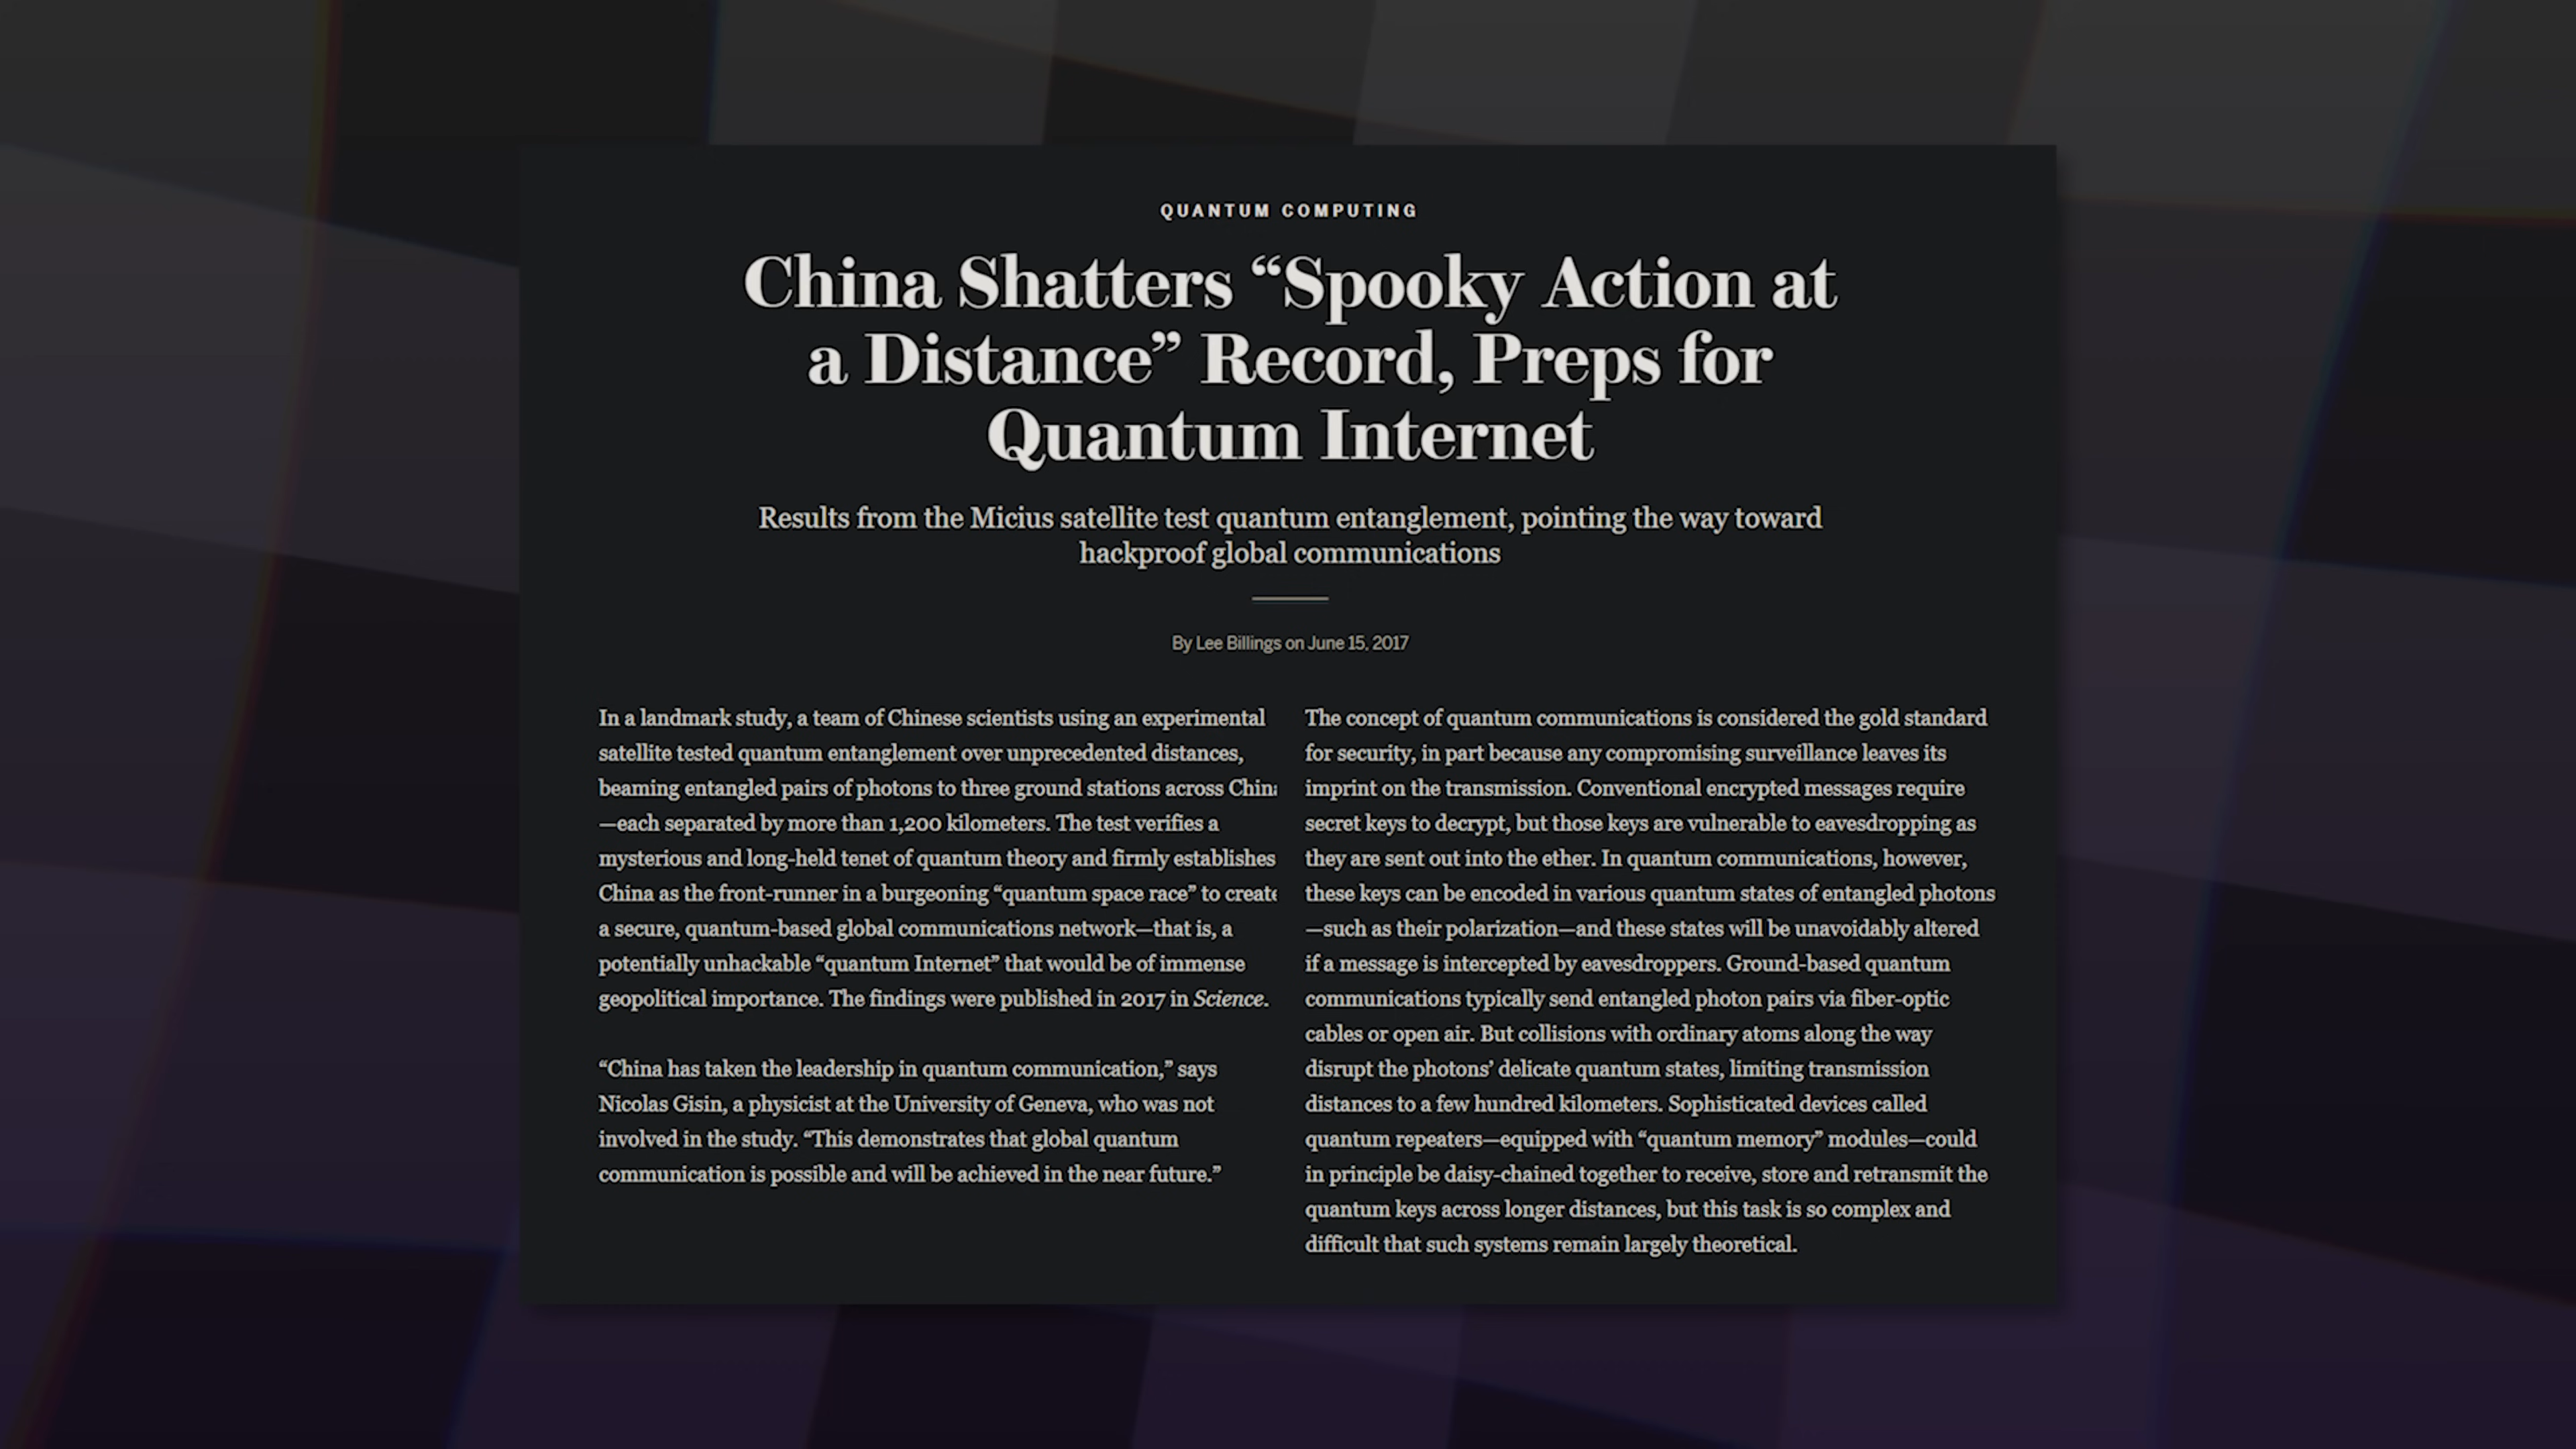 QUANTUM COMPUTING
China Shatters “Spooky Action at
a Distance” Record, Preps for
Quantum Internet
Results from the Micius satellite test quantum entanglement, pointing the way toward
hackproof global communications
By Lee Billings on June 15, 2017
In a landmark study, a team of Chinese scientists using an experimental
satellite tested quantum entanglement over unprecedented distances,
beaming entangled pairs of photons to three ground stations across China
—each separated by more than 1,200 kilometers. The test verifies a
mysterious and long-held tenet of quantum theory and firmly establishes
China as the front-runner in a burgeoning “quantum space race” to create
a secure, quantum-based global communications network—that is, a
potentially unhackable “quantum Internet” that would be of immense
geopolitical importance. The findings were published in 2017 in Science.
“China has taken the leadership in quantum communication,” says
Nicolas Gisin, a physicist at the University of Geneva, who was not
involved in the study. “This demonstrates that global quantum
communication is possible and will be achieved in the near future.”
The concept of quantum communications is considered the gold standard
for security, in part because any compromising surveillance leaves its
imprint on the transmission. Conventional encrypted messages require
secret keys to decrypt, but those keys are vulnerable to eavesdropping as
they are sent out into the ether. In quantum communications, however,
these keys can be encoded in various quantum states of entangled photons
—such as their polarization—and these states will be unavoidably altered
if a message is intercepted by eavesdroppers. Ground-based quantum
communications typically send entangled photon pairs via fiber-optic
cables or open air. But collisions with ordinary atoms along the way
disrupt the photons’ delicate quantum states, limiting transmission
distances to a few hundred kilometers. Sophisticated devices called
quantum repeaters—equipped with “quantum memory” modules—could
in principle be daisy-chained together to receive, store and retransmit the
quantum keys across longer distances, but this task is so complex and
difficult that such systems remain largely theoretical.